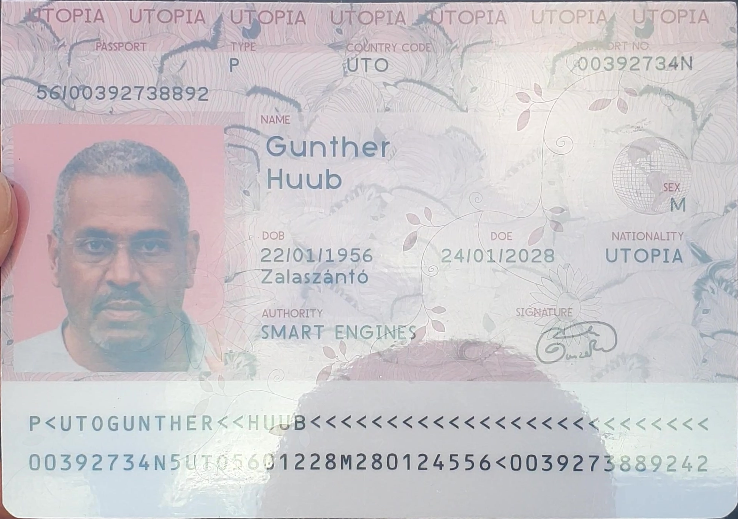 UTOPIA UTOPIA UTOPIA UTOPIA UTOPIA UTOPIA UTOPIA
PASSPORT TYPE COUNTRY CODE PORT NO
P UTO 00392734N
56/00392738892
NAME
Gunther
Huub
SEX
M
DOB DOE NATIONALITY
22/01/1956 24/01/2028 UTOPIA
Zalaszántó
AUTHORITY SIGNATURE
SMART ENGINES
P<UTOGUNTHER<<HUUB<<<<<<<<<<<<<<<<<<<<<<<<<<
00392734N5UTO5601228M280124556<0039273889242